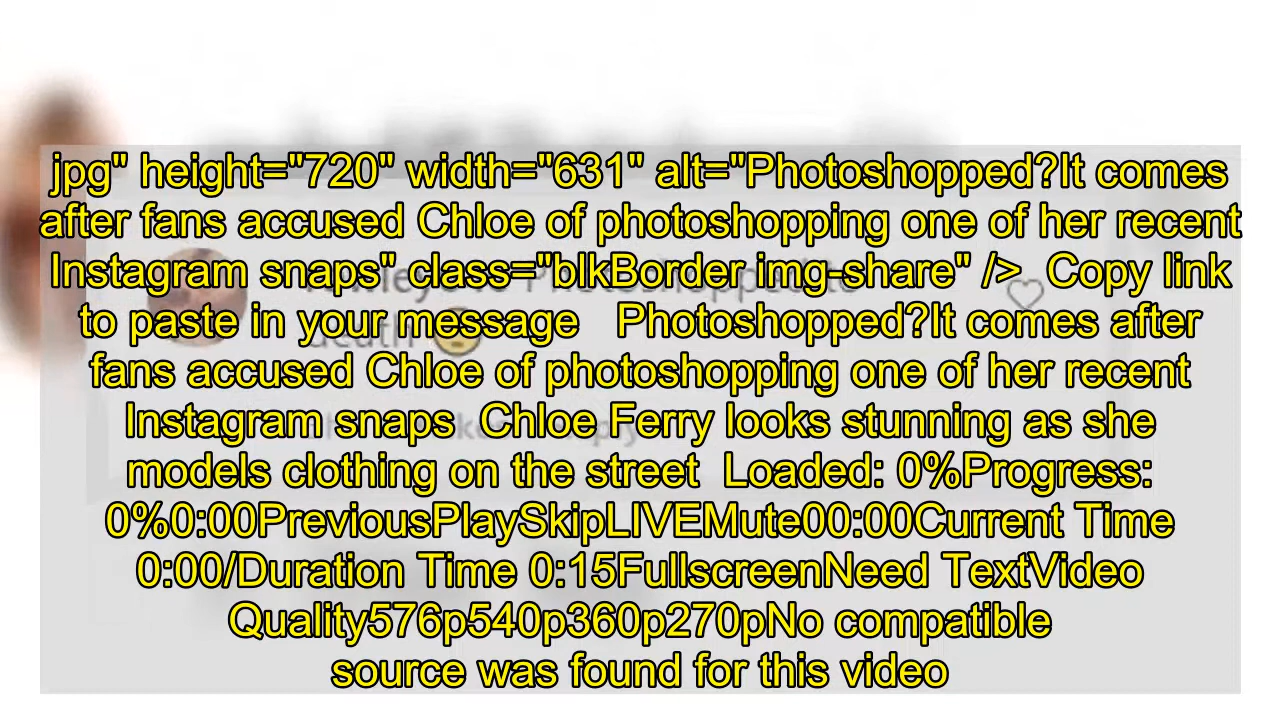 jpg" height="720" width="631" alt="Photoshopped?It comes
after fans accused Chloe of photoshopping one of her recent
Instagram snaps" class="blkBorder img-share" />  Copy link
to paste in your message   Photoshopped?It comes after
fans accused Chloe of photoshopping one of her recent
Instagram snaps  Chloe Ferry looks stunning as she
models clothing on the street  Loaded: 0%Progress:
0%0:00PreviousPlaySkipLIVEMute00:00Current Time
0:00/Duration Time 0:15FullscreenNeed TextVideo
Quality576p540p360p270pNo compatible
source was found for this video
Photoshopped to
death